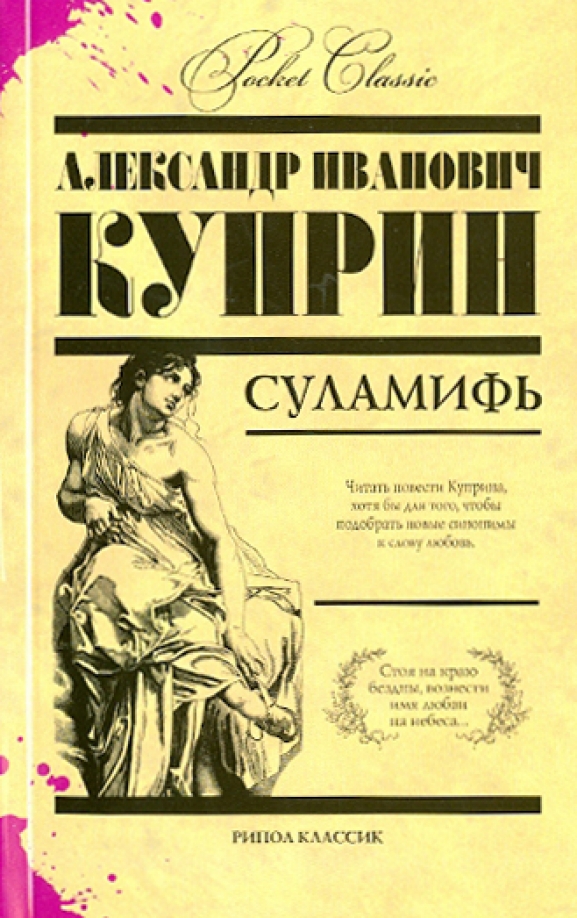 Pocket Classic
АЛЕКСАНДР ИВАНОВИЧ
КУПРИН
СУЛАМИФЬ
Читать повести Куприна,
хотя бы для того, чтобы
подобрать новые синонимы
к слову любовь.
Стоя на краю
бездны, вознести
имя любви
на небеса...
РИПОЛ КЛАССИК